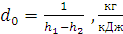 d₀ = 1 / (h₁−h₂) , кг/кДж